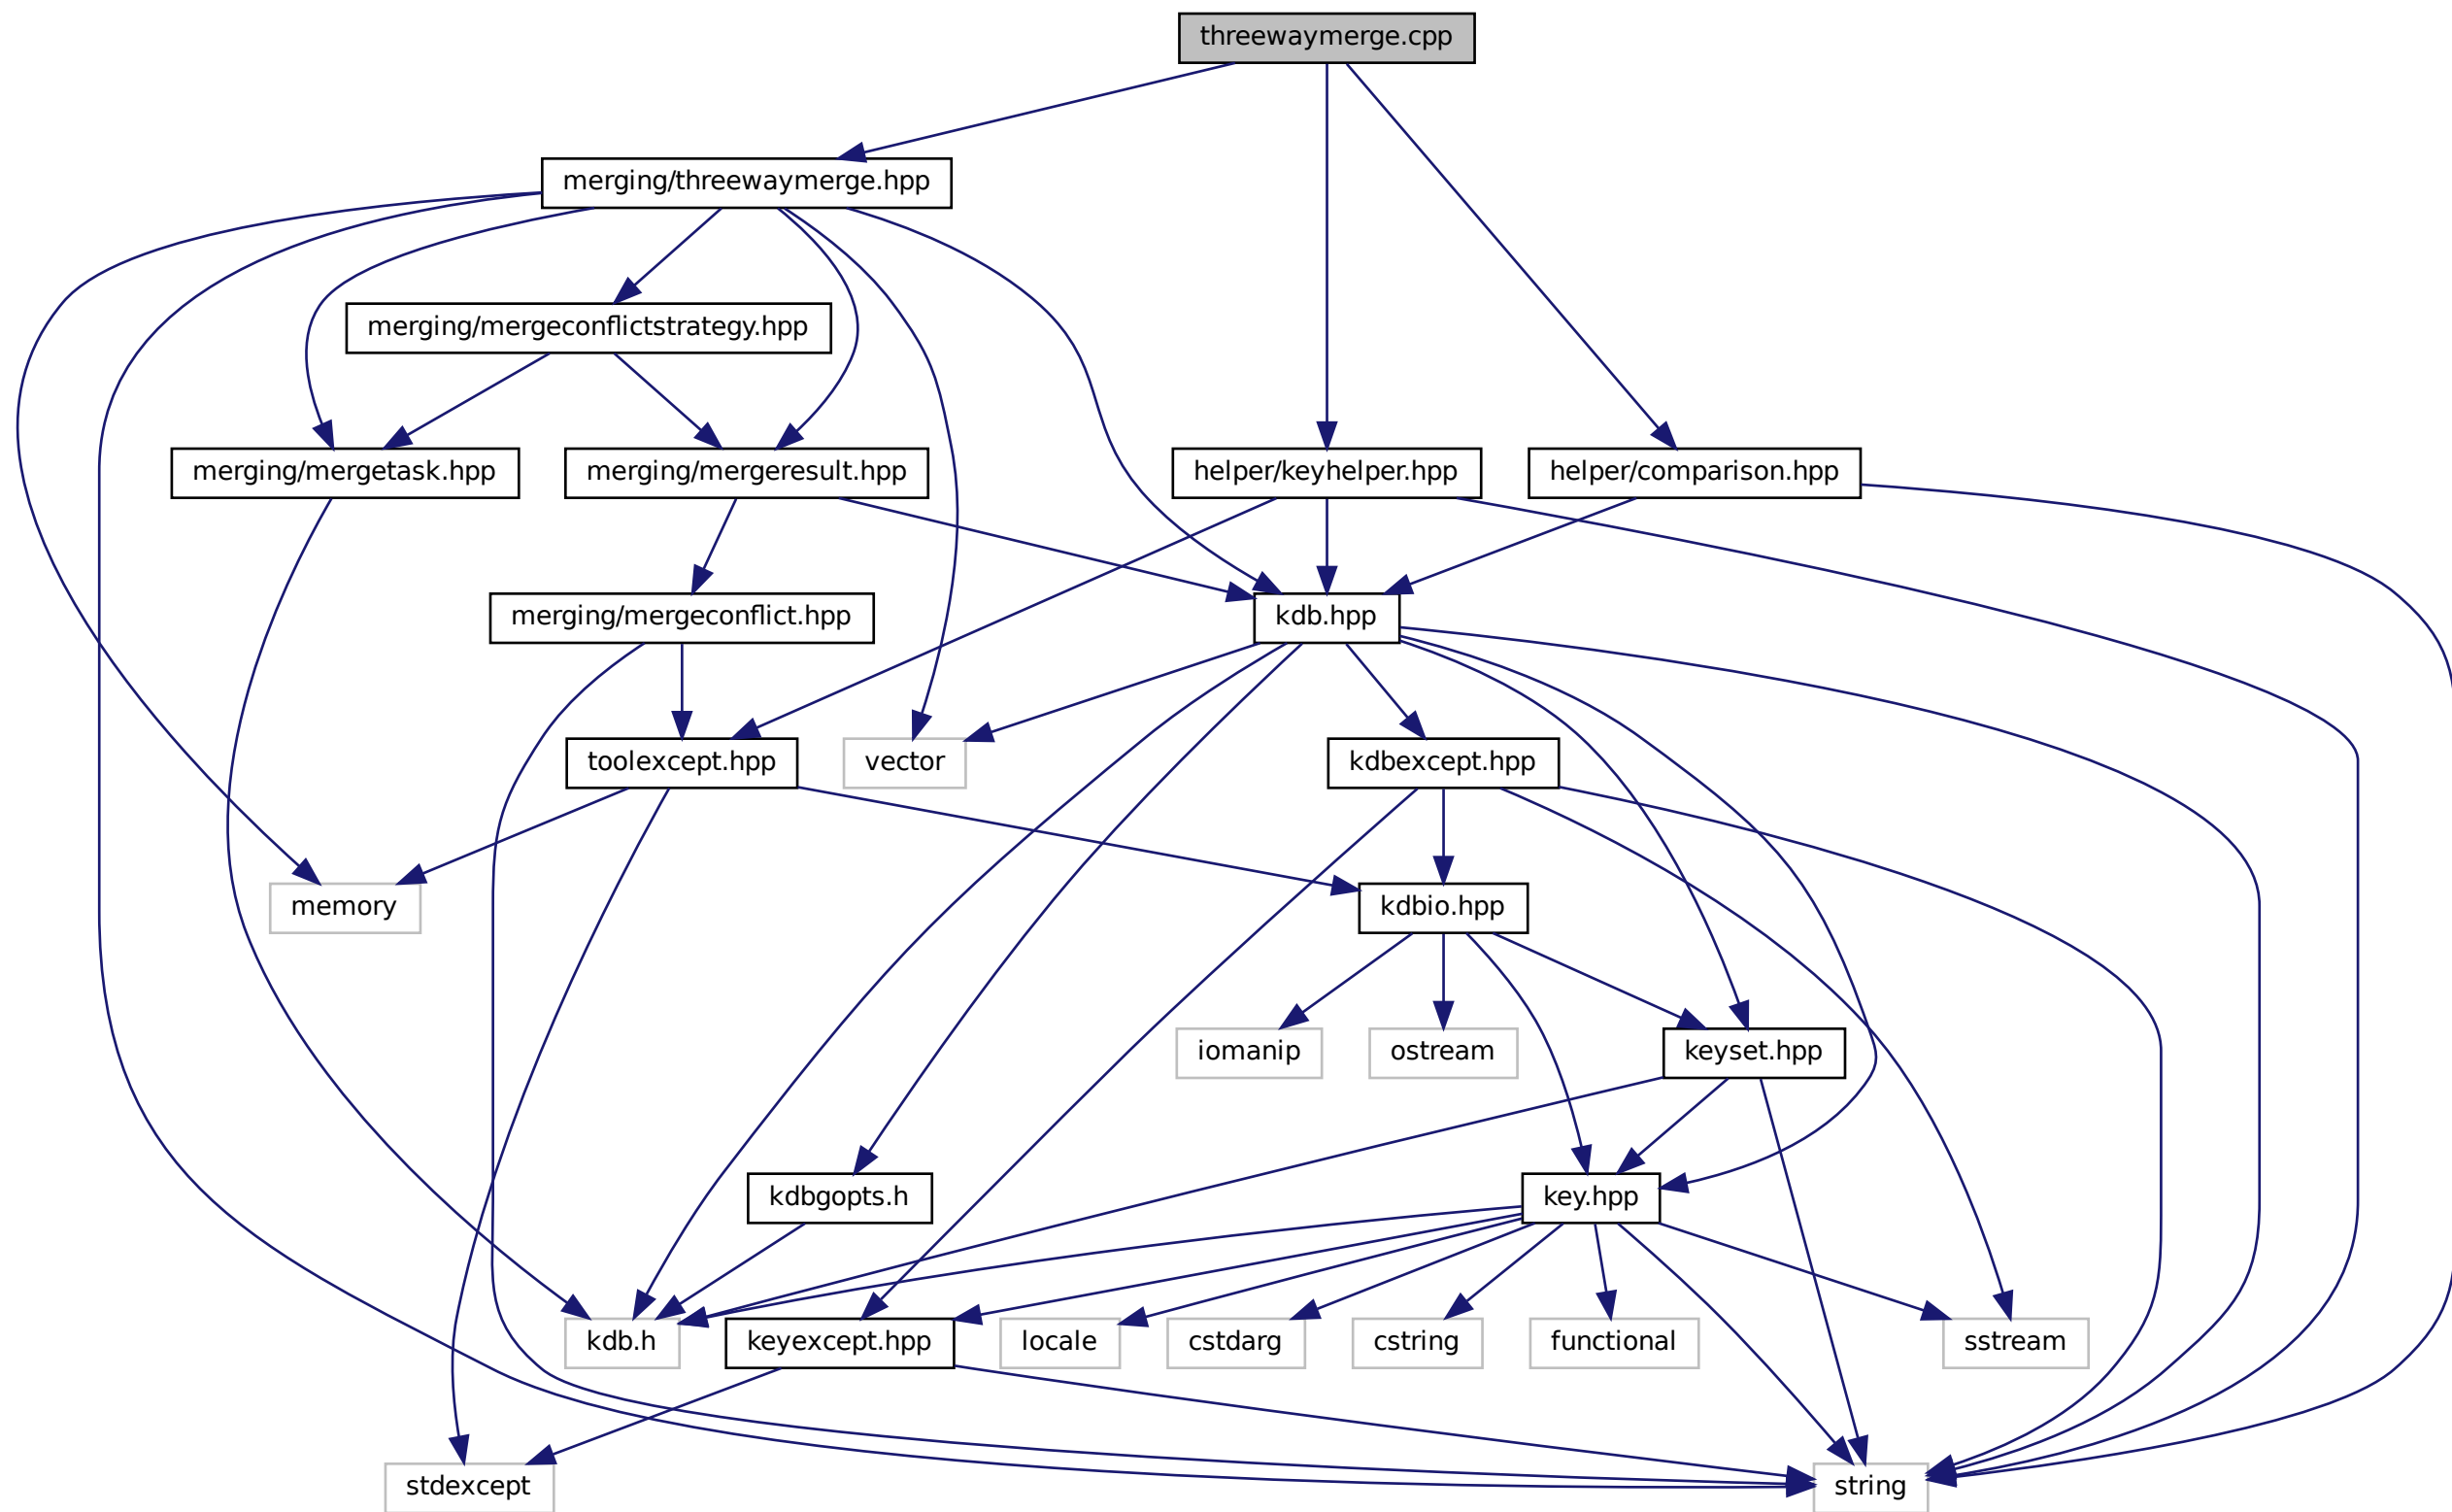 threewaymerge.cpp
merging/threewaymerge.hpp
merging/mergeconflictstrategy.hpp
merging/mergetask.hpp
merging/mergeresult.hpp
helper/keyhelper.hpp
helper/comparison.hpp
merging/mergeconflict.hpp
kdb.hpp
toolexcept.hpp
vector
kdbexcept.hpp
memory
kdbio.hpp
iomanip
ostream
keyset.hpp
kdbgopts.h
key.hpp
kdb.h
keyexcept.hpp
locale
cstdarg
cstring
functional
sstream
stdexcept
string